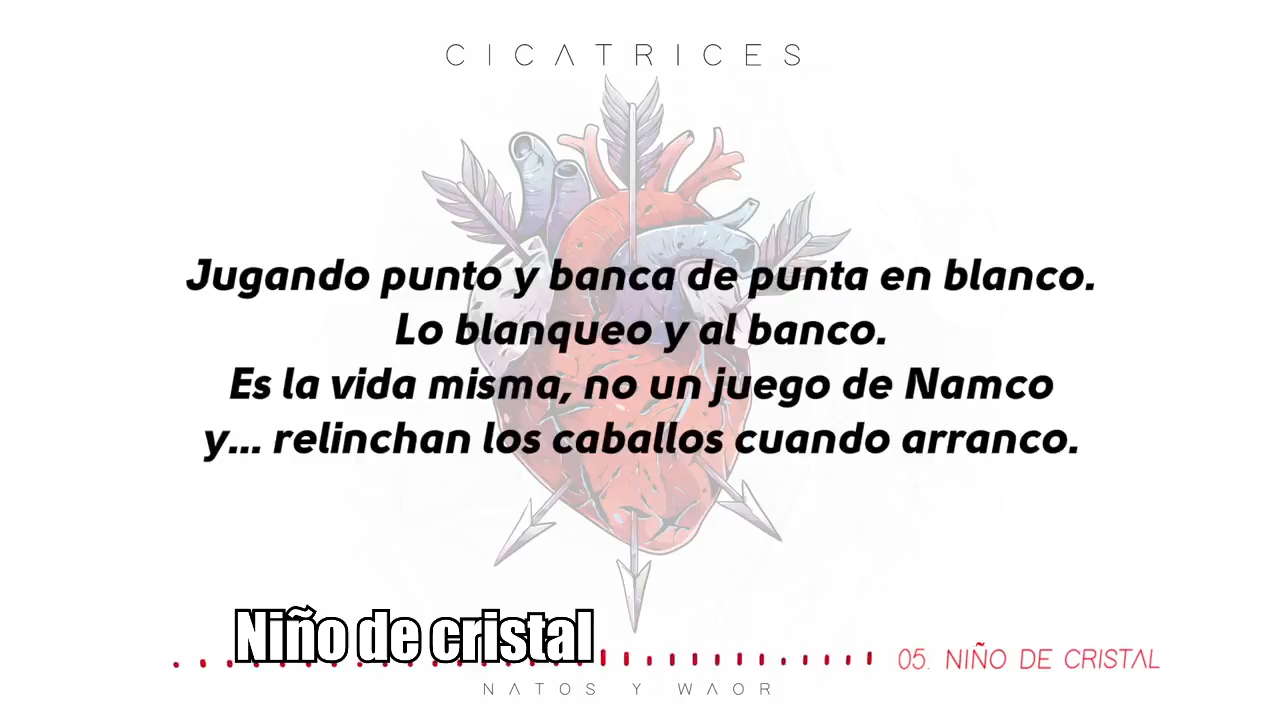 CICATRICES
Jugando punto y banca de punta en blanco.
Lo blanqueo y al banco.
Es la vida misma, no un juego de Namco
y... relinchan los caballos cuando arranco.
Niño de cristal
05. NIÑO DE CRISTAL
NATOS Y WAOR